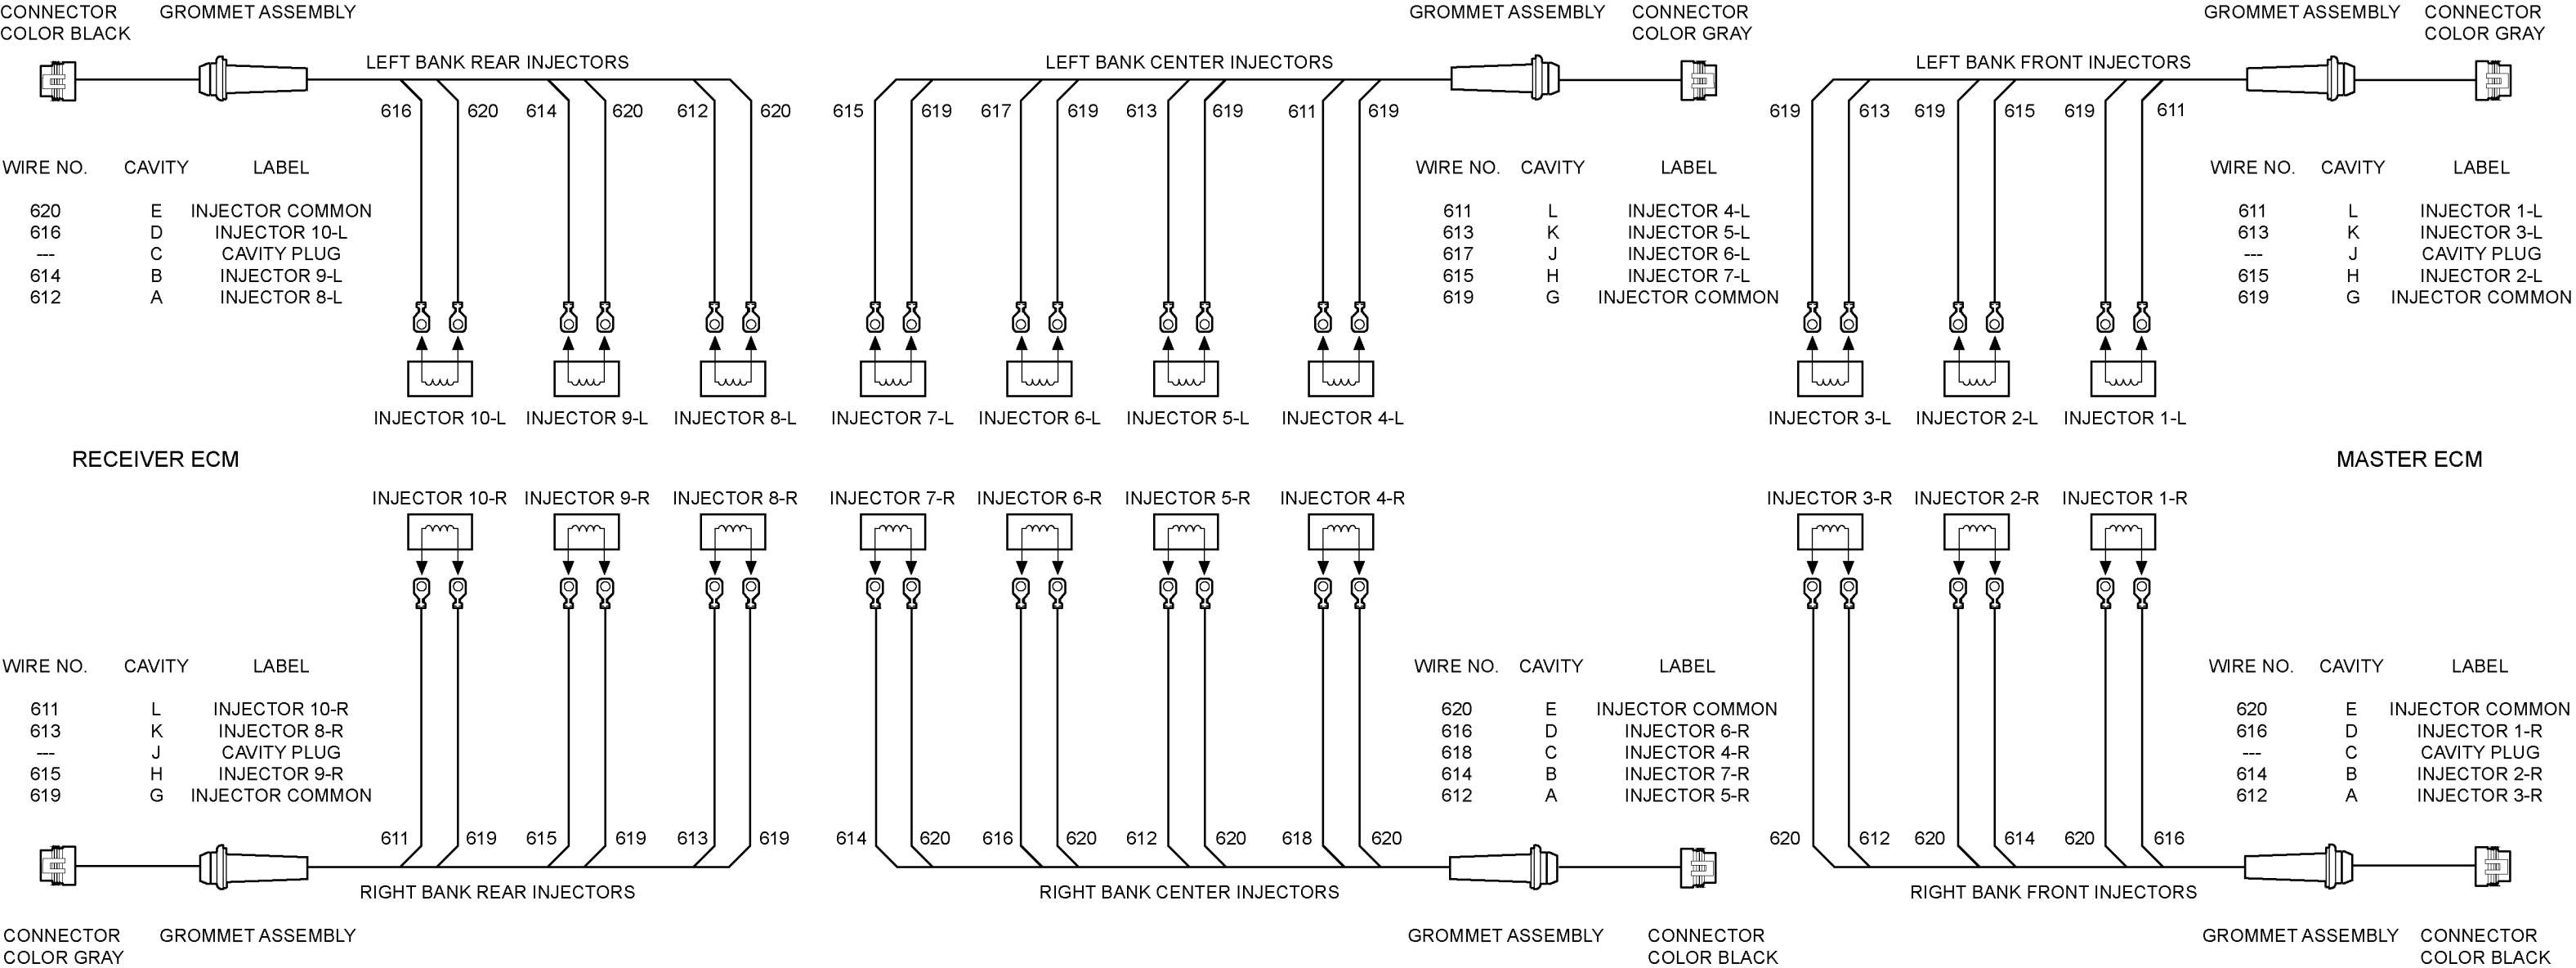 CONNECTOR
COLOR BLACK
GROMMET ASSEMBLY
LEFT BANK REAR INJECTORS
616 620 614 620 612 620
WIRE NO. CAVITY LABEL
620 E INJECTOR COMMON
616 D INJECTOR 10-L
--- C CAVITY PLUG
614 B INJECTOR 9-L
612 A INJECTOR 8-L
INJECTOR 10-L INJECTOR 9-L INJECTOR 8-L
GROMMET ASSEMBLY
CONNECTOR
COLOR GRAY
LEFT BANK CENTER INJECTORS
615 619 617 619 613 619 611 619
WIRE NO. CAVITY LABEL
611 L INJECTOR 4-L
613 K INJECTOR 5-L
617 J INJECTOR 6-L
615 H INJECTOR 7-L
619 G INJECTOR COMMON
INJECTOR 7-L INJECTOR 6-L INJECTOR 5-L INJECTOR 4-L
GROMMET ASSEMBLY
CONNECTOR
COLOR GRAY
LEFT BANK FRONT INJECTORS
619 613 619 615 619 611
WIRE NO. CAVITY LABEL
611 L INJECTOR 1-L
613 K INJECTOR 3-L
--- J CAVITY PLUG
615 H INJECTOR 2-L
619 G INJECTOR COMMON
INJECTOR 3-L INJECTOR 2-L INJECTOR 1-L
RECEIVER ECM
MASTER ECM
INJECTOR 10-R INJECTOR 9-R INJECTOR 8-R
WIRE NO. CAVITY LABEL
611 L INJECTOR 10-R
613 K INJECTOR 8-R
--- J CAVITY PLUG
615 H INJECTOR 9-R
619 G INJECTOR COMMON
611 619 615 619 613 619
RIGHT BANK REAR INJECTORS
CONNECTOR
COLOR GRAY
GROMMET ASSEMBLY
INJECTOR 7-R INJECTOR 6-R INJECTOR 5-R INJECTOR 4-R
WIRE NO. CAVITY LABEL
620 E INJECTOR COMMON
616 D INJECTOR 6-R
618 C INJECTOR 4-R
614 B INJECTOR 7-R
612 A INJECTOR 5-R
614 620 616 620 612 620 618 620
RIGHT BANK CENTER INJECTORS
GROMMET ASSEMBLY
CONNECTOR
COLOR BLACK
INJECTOR 3-R INJECTOR 2-R INJECTOR 1-R
WIRE NO. CAVITY LABEL
620 E INJECTOR COMMON
616 D INJECTOR 1-R
--- C CAVITY PLUG
614 B INJECTOR 2-R
612 A INJECTOR 3-R
620 612 620 614 620 616
RIGHT BANK FRONT INJECTORS
GROMMET ASSEMBLY
CONNECTOR
COLOR BLACK